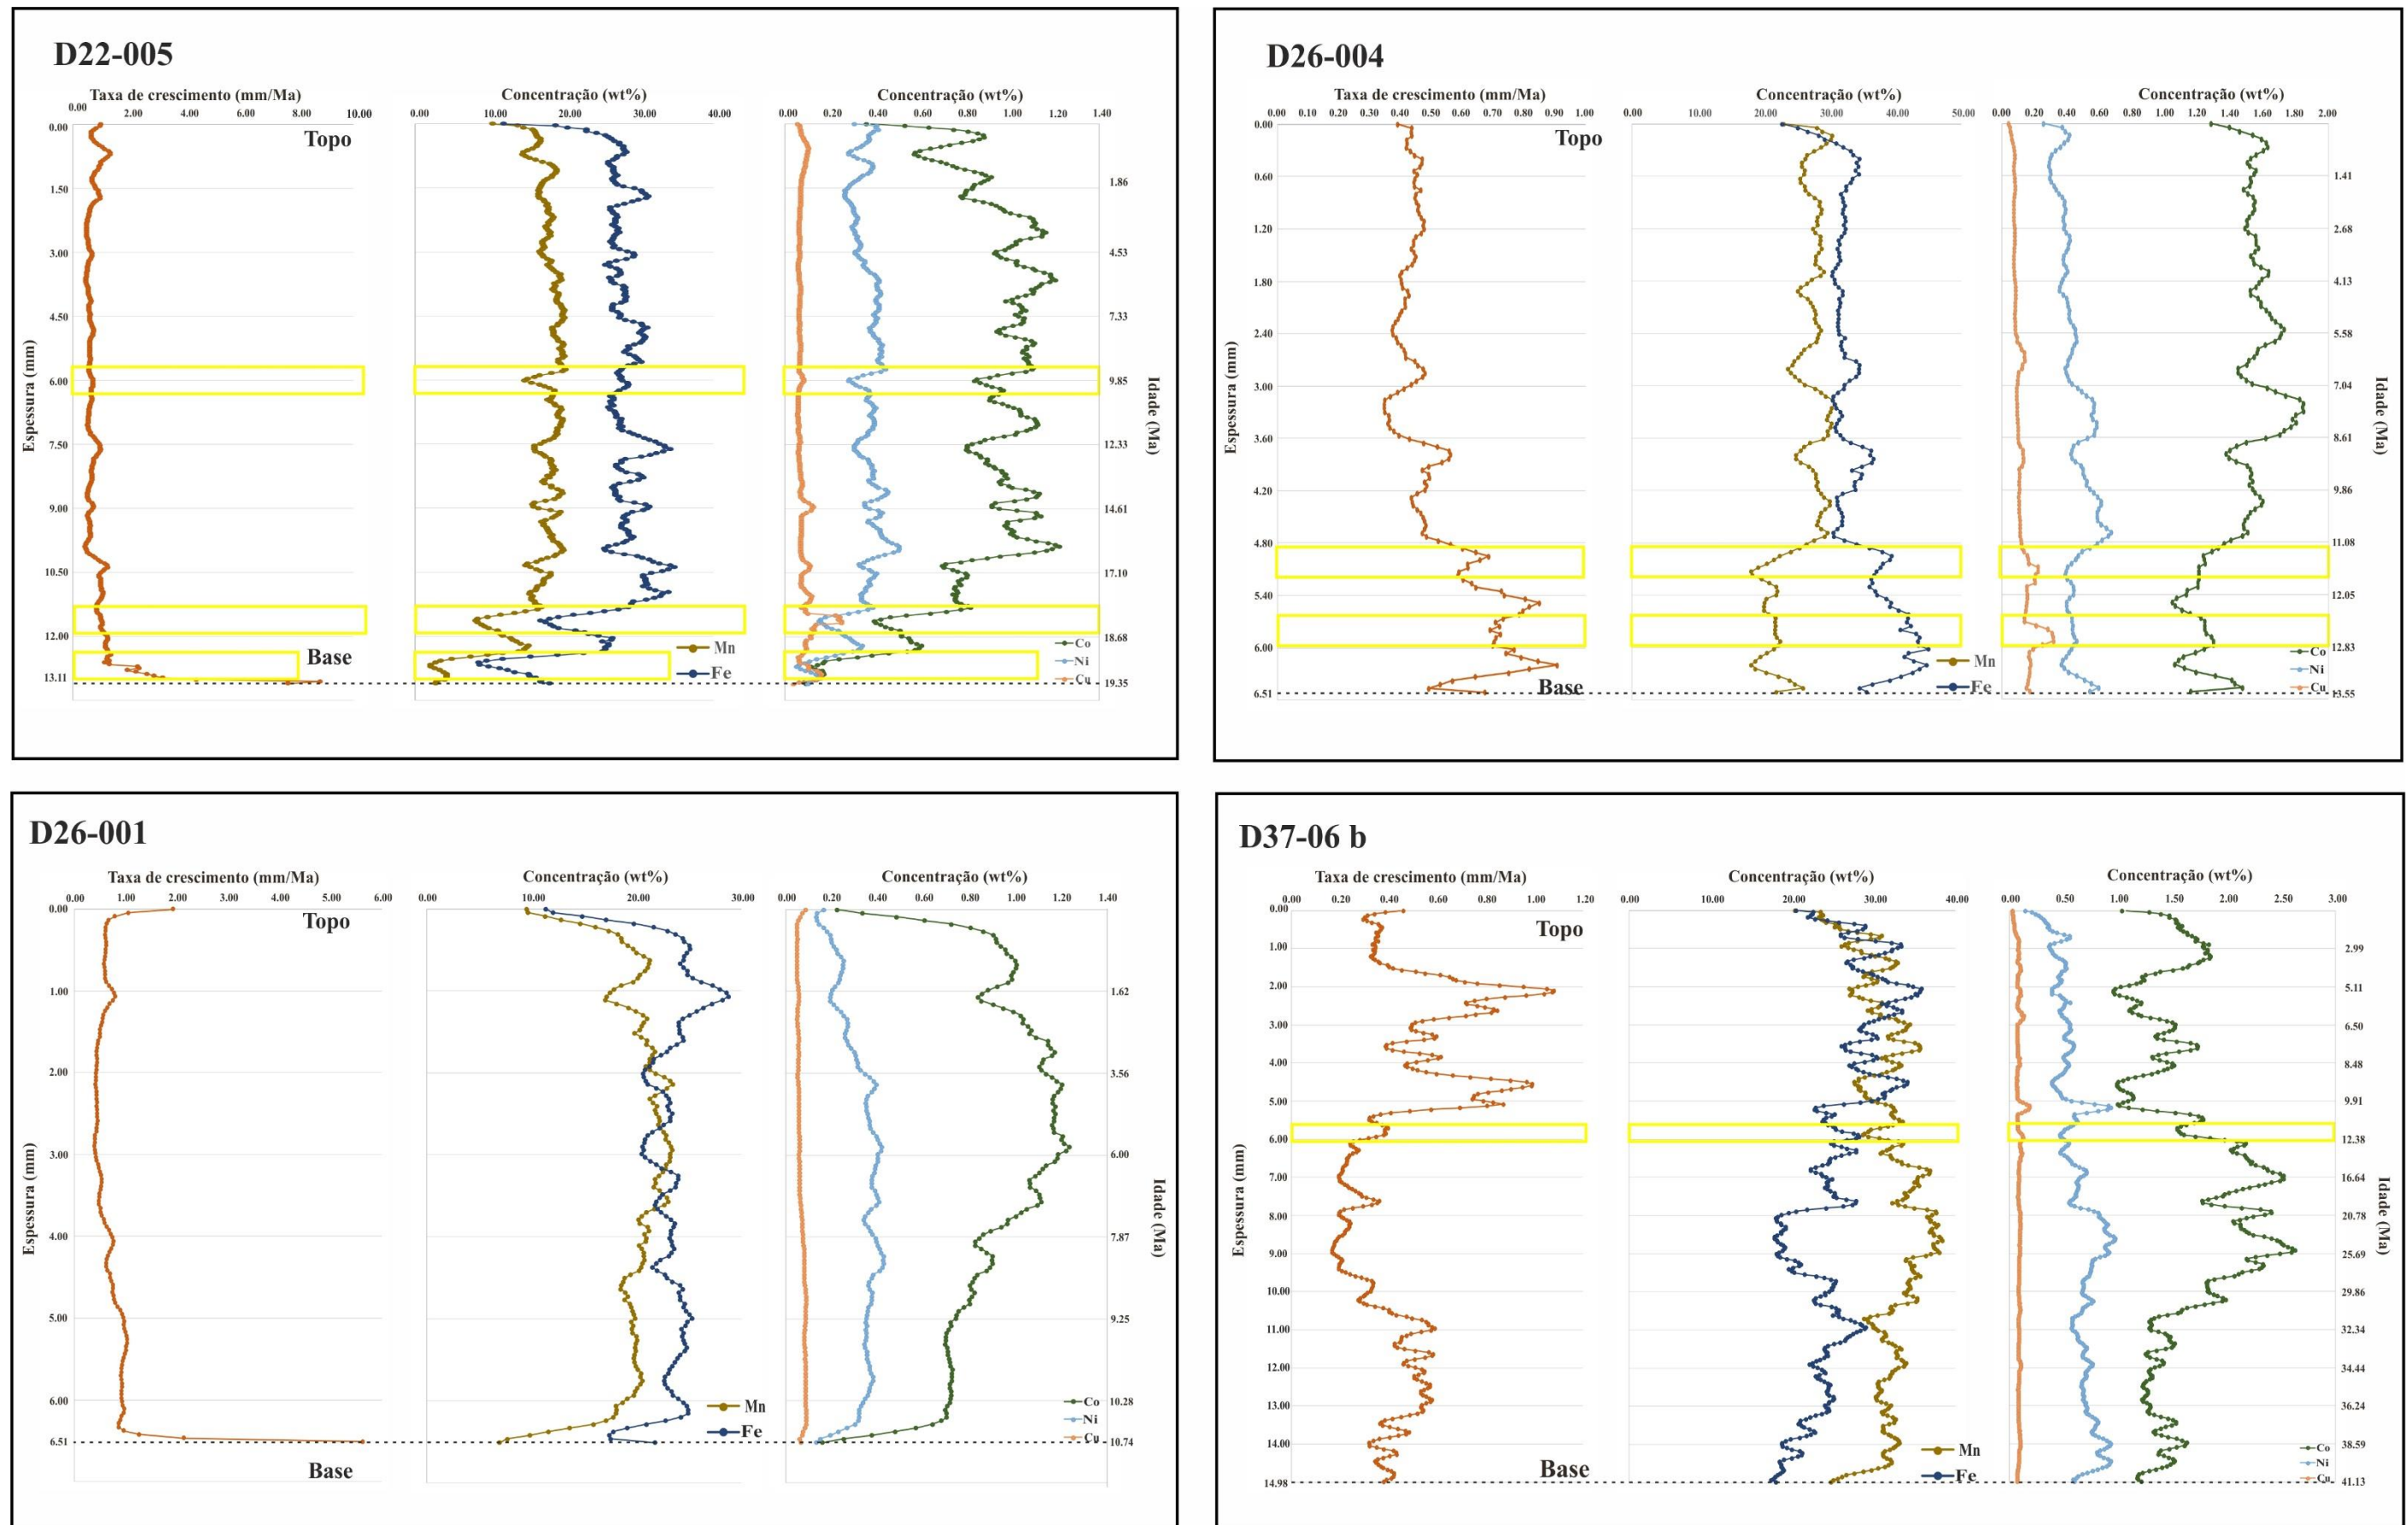 D22-005
Taxa de crescimento (mm/Ma) Concentração (wt%) Concentração (wt%)
0.00 2.00 4.00 6.00 8.00 10.00 0.00 10.00 20.00 30.00 40.00 0.00 0.20 0.40 0.60 0.80 1.00 1.20 1.40
0.00 Topo
1.50 1.86
3.00 4.53
4.50 7.33
6.00 9.85
Espessura (mm) Idade (Ma)
7.50 12.33
9.00 14.61
10.50 17.10
12.00 18.68
Base Mn Fe Co Ni Cu
13.11 19.35
D26-004
Taxa de crescimento (mm/Ma) Concentração (wt%) Concentração (wt%)
0.00 0.10 0.20 0.30 0.40 0.50 0.60 0.70 0.80 0.90 1.00 0.00 10.00 20.00 30.00 40.00 50.00 0.00 0.20 0.40 0.60 0.80 1.00 1.20 1.40 1.60 1.80 2.00
0.00 Topo
0.60 1.41
1.20 2.68
1.80 4.13
2.40 5.58
3.00 7.04
Espessura (mm) Idade (Ma)
3.60 8.61
4.20 9.86
4.80 11.08
5.40 12.05
6.00 12.83
Base Mn Fe Co Ni Cu
6.51 13.55
D26-001
Taxa de crescimento (mm/Ma) Concentração (wt%) Concentração (wt%)
0.00 1.00 2.00 3.00 4.00 5.00 6.00 0.00 10.00 20.00 30.00 0.00 0.20 0.40 0.60 0.80 1.00 1.20 1.40
0.00 Topo
1.00 1.62
2.00 3.56
3.00 6.00
Espessura (mm) Idade (Ma)
4.00 7.87
5.00 9.25
6.00 10.28
Mn Fe Co Ni Cu
6.51 10.74
Base
D37-06 b
Taxa de crescimento (mm/Ma) Concentração (wt%) Concentração (wt%)
0.00 0.20 0.40 0.60 0.80 1.00 1.20 0.00 10.00 20.00 30.00 40.00 0.00 0.50 1.00 1.50 2.00 2.50 3.00
0.00 Topo
1.00 2.99
2.00 5.11
3.00 6.50
4.00 8.48
5.00 9.91
6.00 12.38
Espessura (mm) Idade (Ma)
7.00 16.64
8.00 20.78
9.00 25.69
10.00 29.86
11.00 32.34
12.00 34.44
13.00 36.24
14.00 38.59
Base Mn Fe Co Ni Cu
14.98 41.13